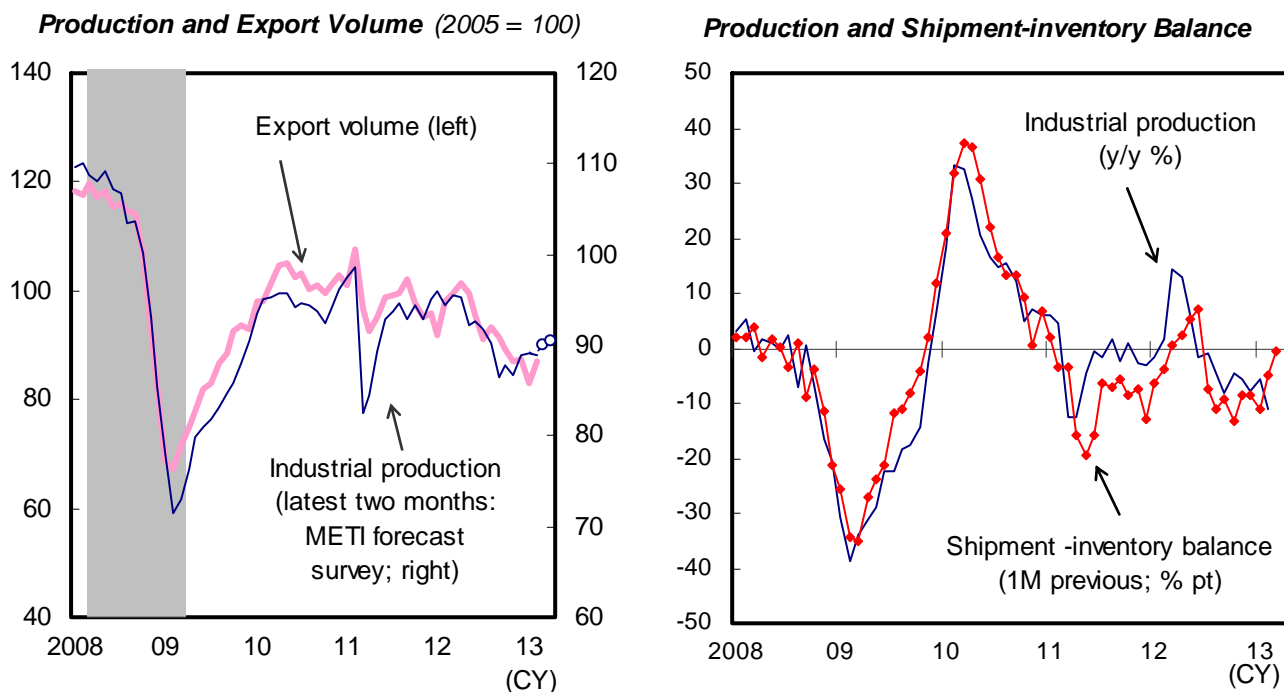 Production and Export Volume (2005 = 100)
140
120
100
80
60
40
120
110
100
90
80
70
60
Export volume (left)
Industrial production
(latest two months:
METI forecast
survey; right)
2008 09 10 11 12 13
(CY)
Production and Shipment-inventory Balance
50
40
30
20
10
0
-10
-20
-30
-40
-50
Industrial production
(y/y %)
Shipment -inventory balance
(1M previous; % pt)
2008 09 10 11 12 13
(CY)